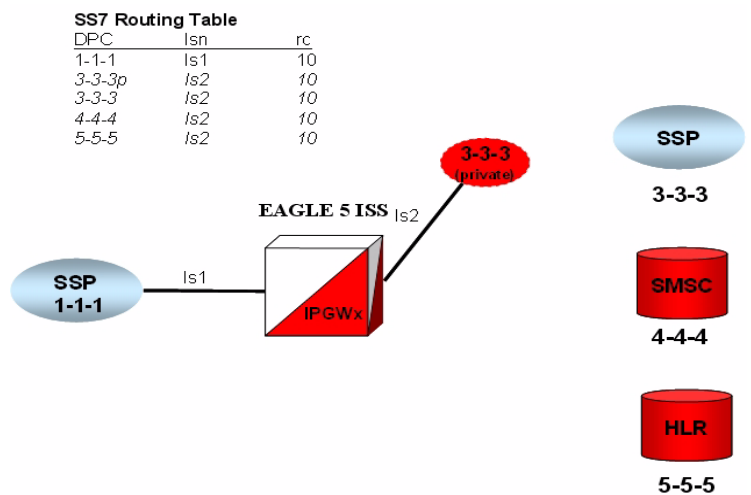 SS7 Routing Table
DPC lsn rc
1-1-1 ls1 10
3-3-3p ls2 10
3-3-3 ls2 10
4-4-4 ls2 10
5-5-5 ls2 10
3-3-3
(private)
SSP
3-3-3
EAGLE 5 ISS
ls2
ls1
SSP
1-1-1
IPGWx
SMSC
4-4-4
HLR
5-5-5